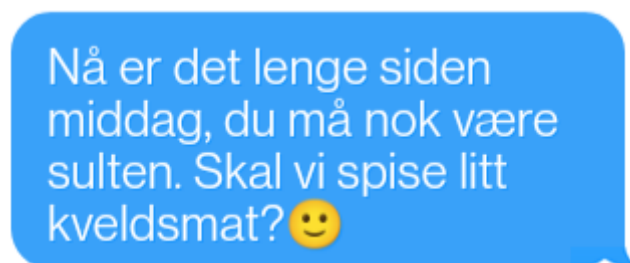 Nå er det lenge siden
middag, du må nok være
sulten. Skal vi spise litt
kveldsmat?🙂